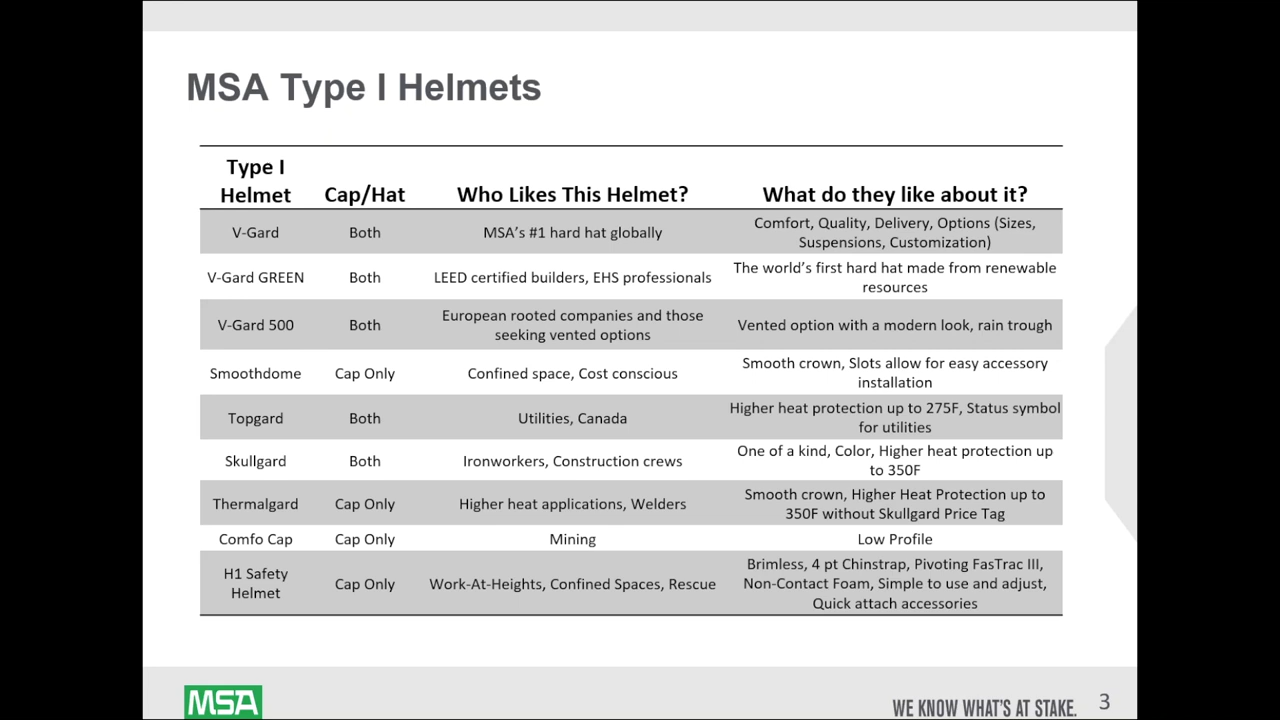 MSA Type I Helmets
Type I
Helmet
Cap/Hat
Who Likes This Helmet?
What do they like about it?
V-Gard
Both
MSA's #1 hard hat globally
Comfort, Quality, Delivery, Options (Sizes,
Suspensions, Customization)
V-Gard GREEN
Both
LEED certified builders, EHS professionals
The world's first hard hat made from renewable
resources
V-Gard 500
Both
European rooted companies and those
seeking vented options
Vented option with a modern look, rain trough
Smoothdome
Cap Only
Confined space, Cost conscious
Smooth crown, Slots allow for easy accessory
installation
Topgard
Both
Utilities, Canada
Higher heat protection up to 275F, Status symbol
for utilities
Skullgard
Both
Ironworkers, Construction crews
One of a kind, Color, Higher heat protection up
to 350F
Thermalgard
Cap Only
Higher heat applications, Welders
Smooth crown, Higher Heat Protection up to
350F without Skullgard Price Tag
Comfo Cap
Cap Only
Mining
Low Profile
H1 Safety
Helmet
Cap Only
Work-At-Heights, Confined Spaces, Rescue
Brimless, 4 pt Chinstrap, Pivoting FasTrac III,
Non-Contact Foam, Simple to use and adjust,
Quick attach accessories
MSA
WE KNOW WHAT'S AT STAKE.
3